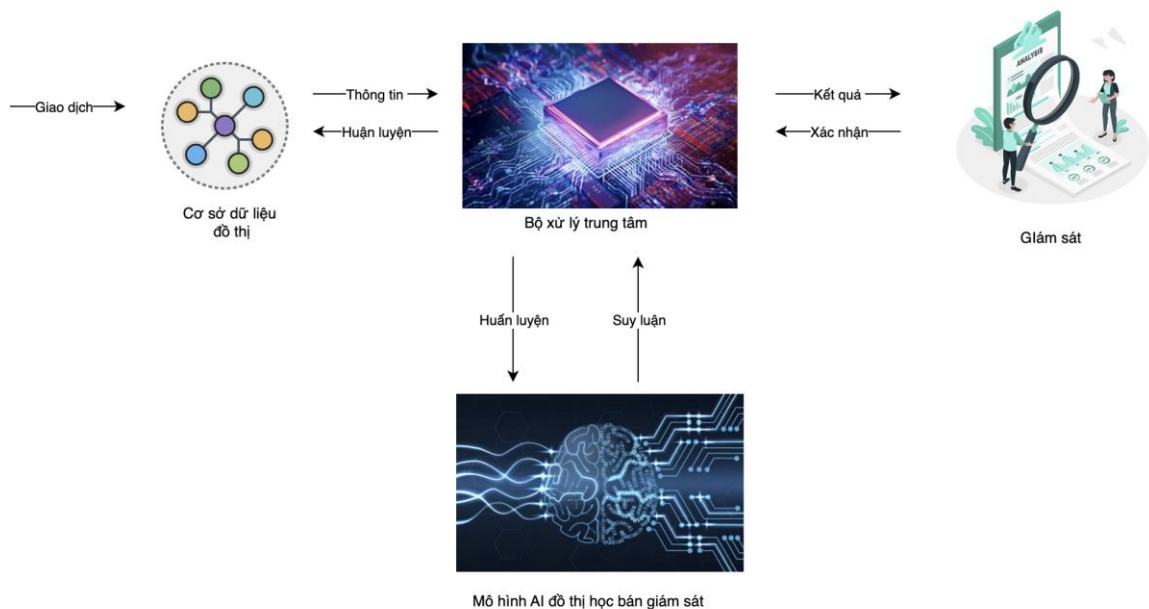 ANALYSIS
Giao dịch
Thông tin
Kết quả
Huận luyện
Xác nhận
Cơ sở dữ liệu
đồ thị
Bộ xử lý trung tâm
GIám sát
Huấn luyện
Suy luận
Mô hình AI đồ thị học bán giám sát